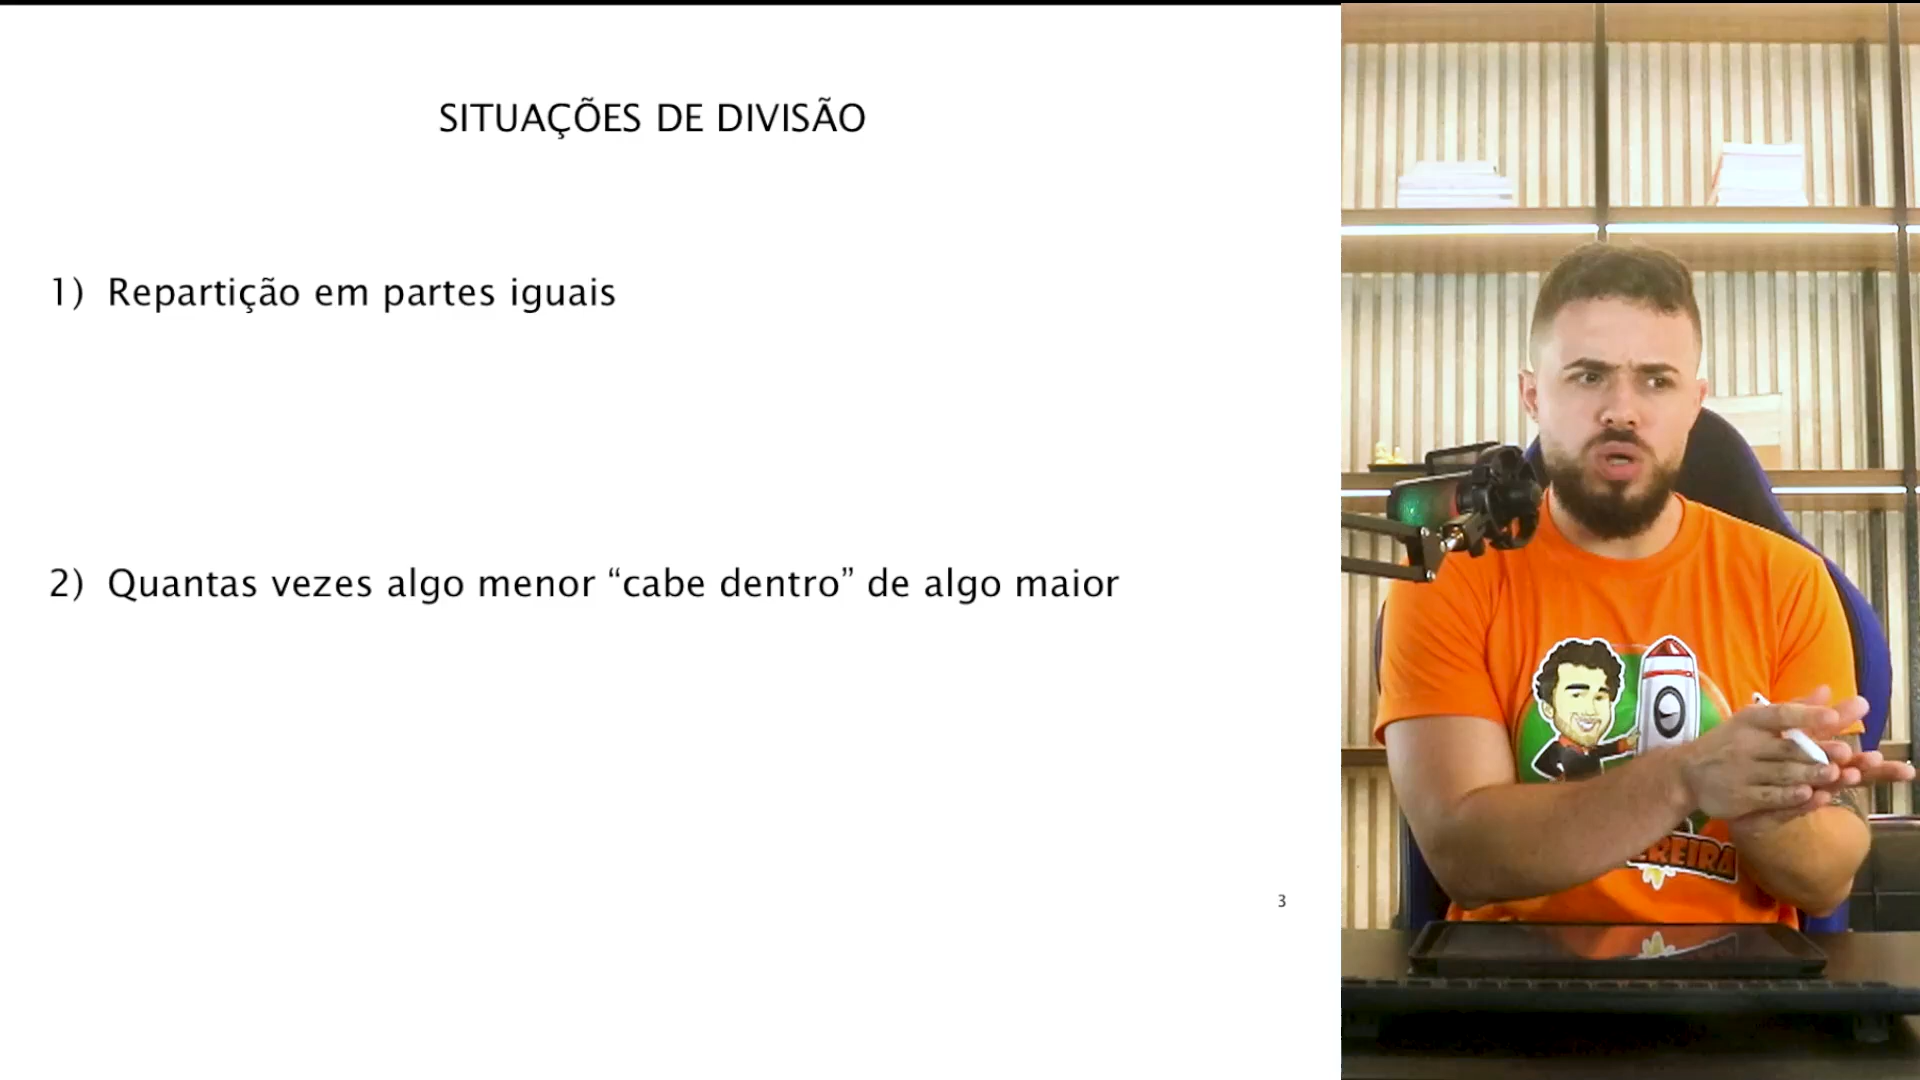 SITUAÇÕES DE DIVISÃO
1) Repartição em partes iguais
2) Quantas vezes algo menor “cabe dentro” de algo maior
3